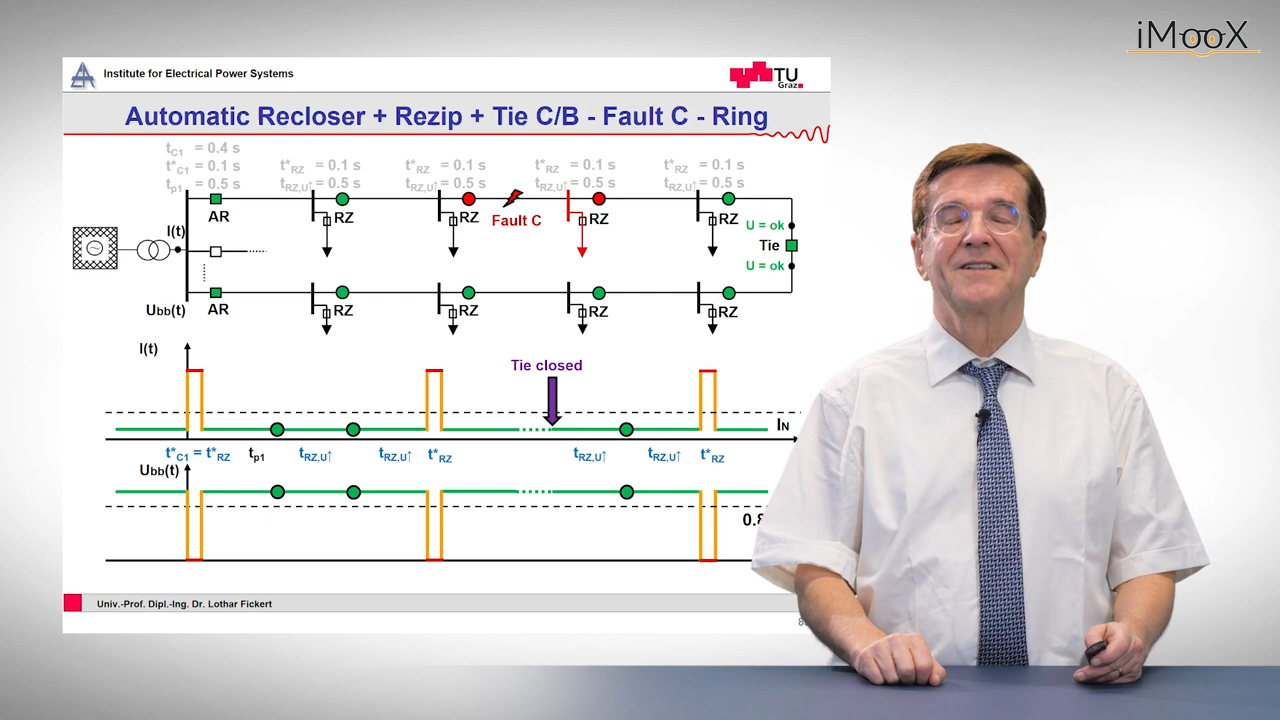 iMooX
Institute for Electrical Power Systems
TU
Graz
Automatic Recloser + Rezip + Tie C/B - Fault C - Ring
tC1 = 0.4 s
t*C1 = 0.1 s
tp1 = 0.5 s
t*RZ = 0.1 s
tRZ,U↑ = 0.5 s
t*RZ = 0.1 s
tRZ,U↑ = 0.5 s
t*RZ = 0.1 s
tRZ,U↑ = 0.5 s
t*RZ = 0.1 s
tRZ,U↑ = 0.5 s
AR
RZ
RZ
Fault C
RZ
RZ
I(t)
U = ok
Tie
U = ok
Ubb(t)
AR
RZ
RZ
RZ
RZ
I(t)
Tie closed
IN
t*C1 = t*RZ
tp1
tRZ,U↑
tRZ,U↑
t*RZ
tRZ,U↑
tRZ,U↑
t*RZ
Ubb(t)
Univ.-Prof. Dipl.-Ing. Dr. Lothar Fickert